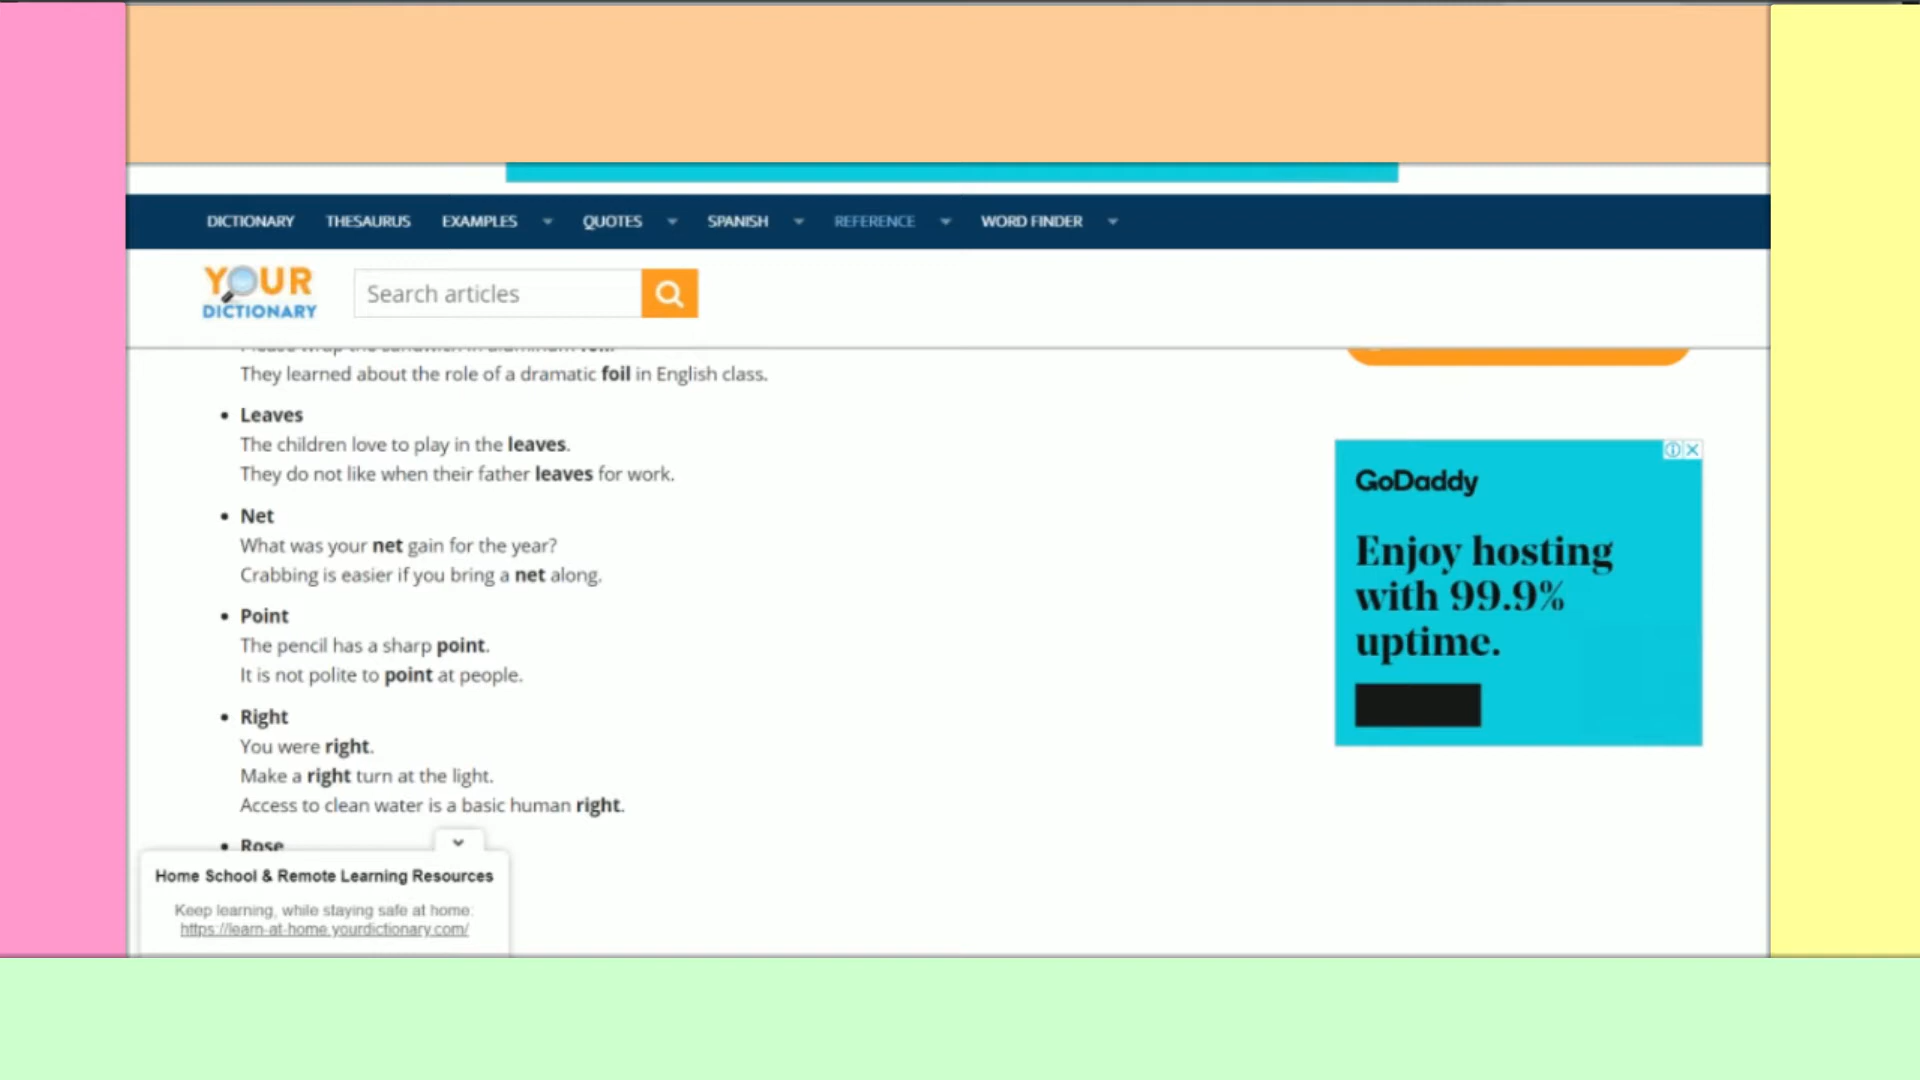 DICTIONARY THESAURUS EXAMPLES QUOTES SPANISH REFERENCE WORD FINDER
YOUR
DICTIONARY
Search articles
They learned about the role of a dramatic foil in English class.
• Leaves
The children love to play in the leaves.
They do not like when their father leaves for work.
• Net
What was your net gain for the year?
Crabbing is easier if you bring a net along.
• Point
The pencil has a sharp point.
It is not polite to point at people.
• Right
You were right.
Make a right turn at the light.
Access to clean water is a basic human right.
• Rose
Home School & Remote Learning Resources
Keep learning, while staying safe at home:
https://learn-at-home.yourdictionary.com/
GoDaddy
Enjoy hosting
with 99.9%
uptime.